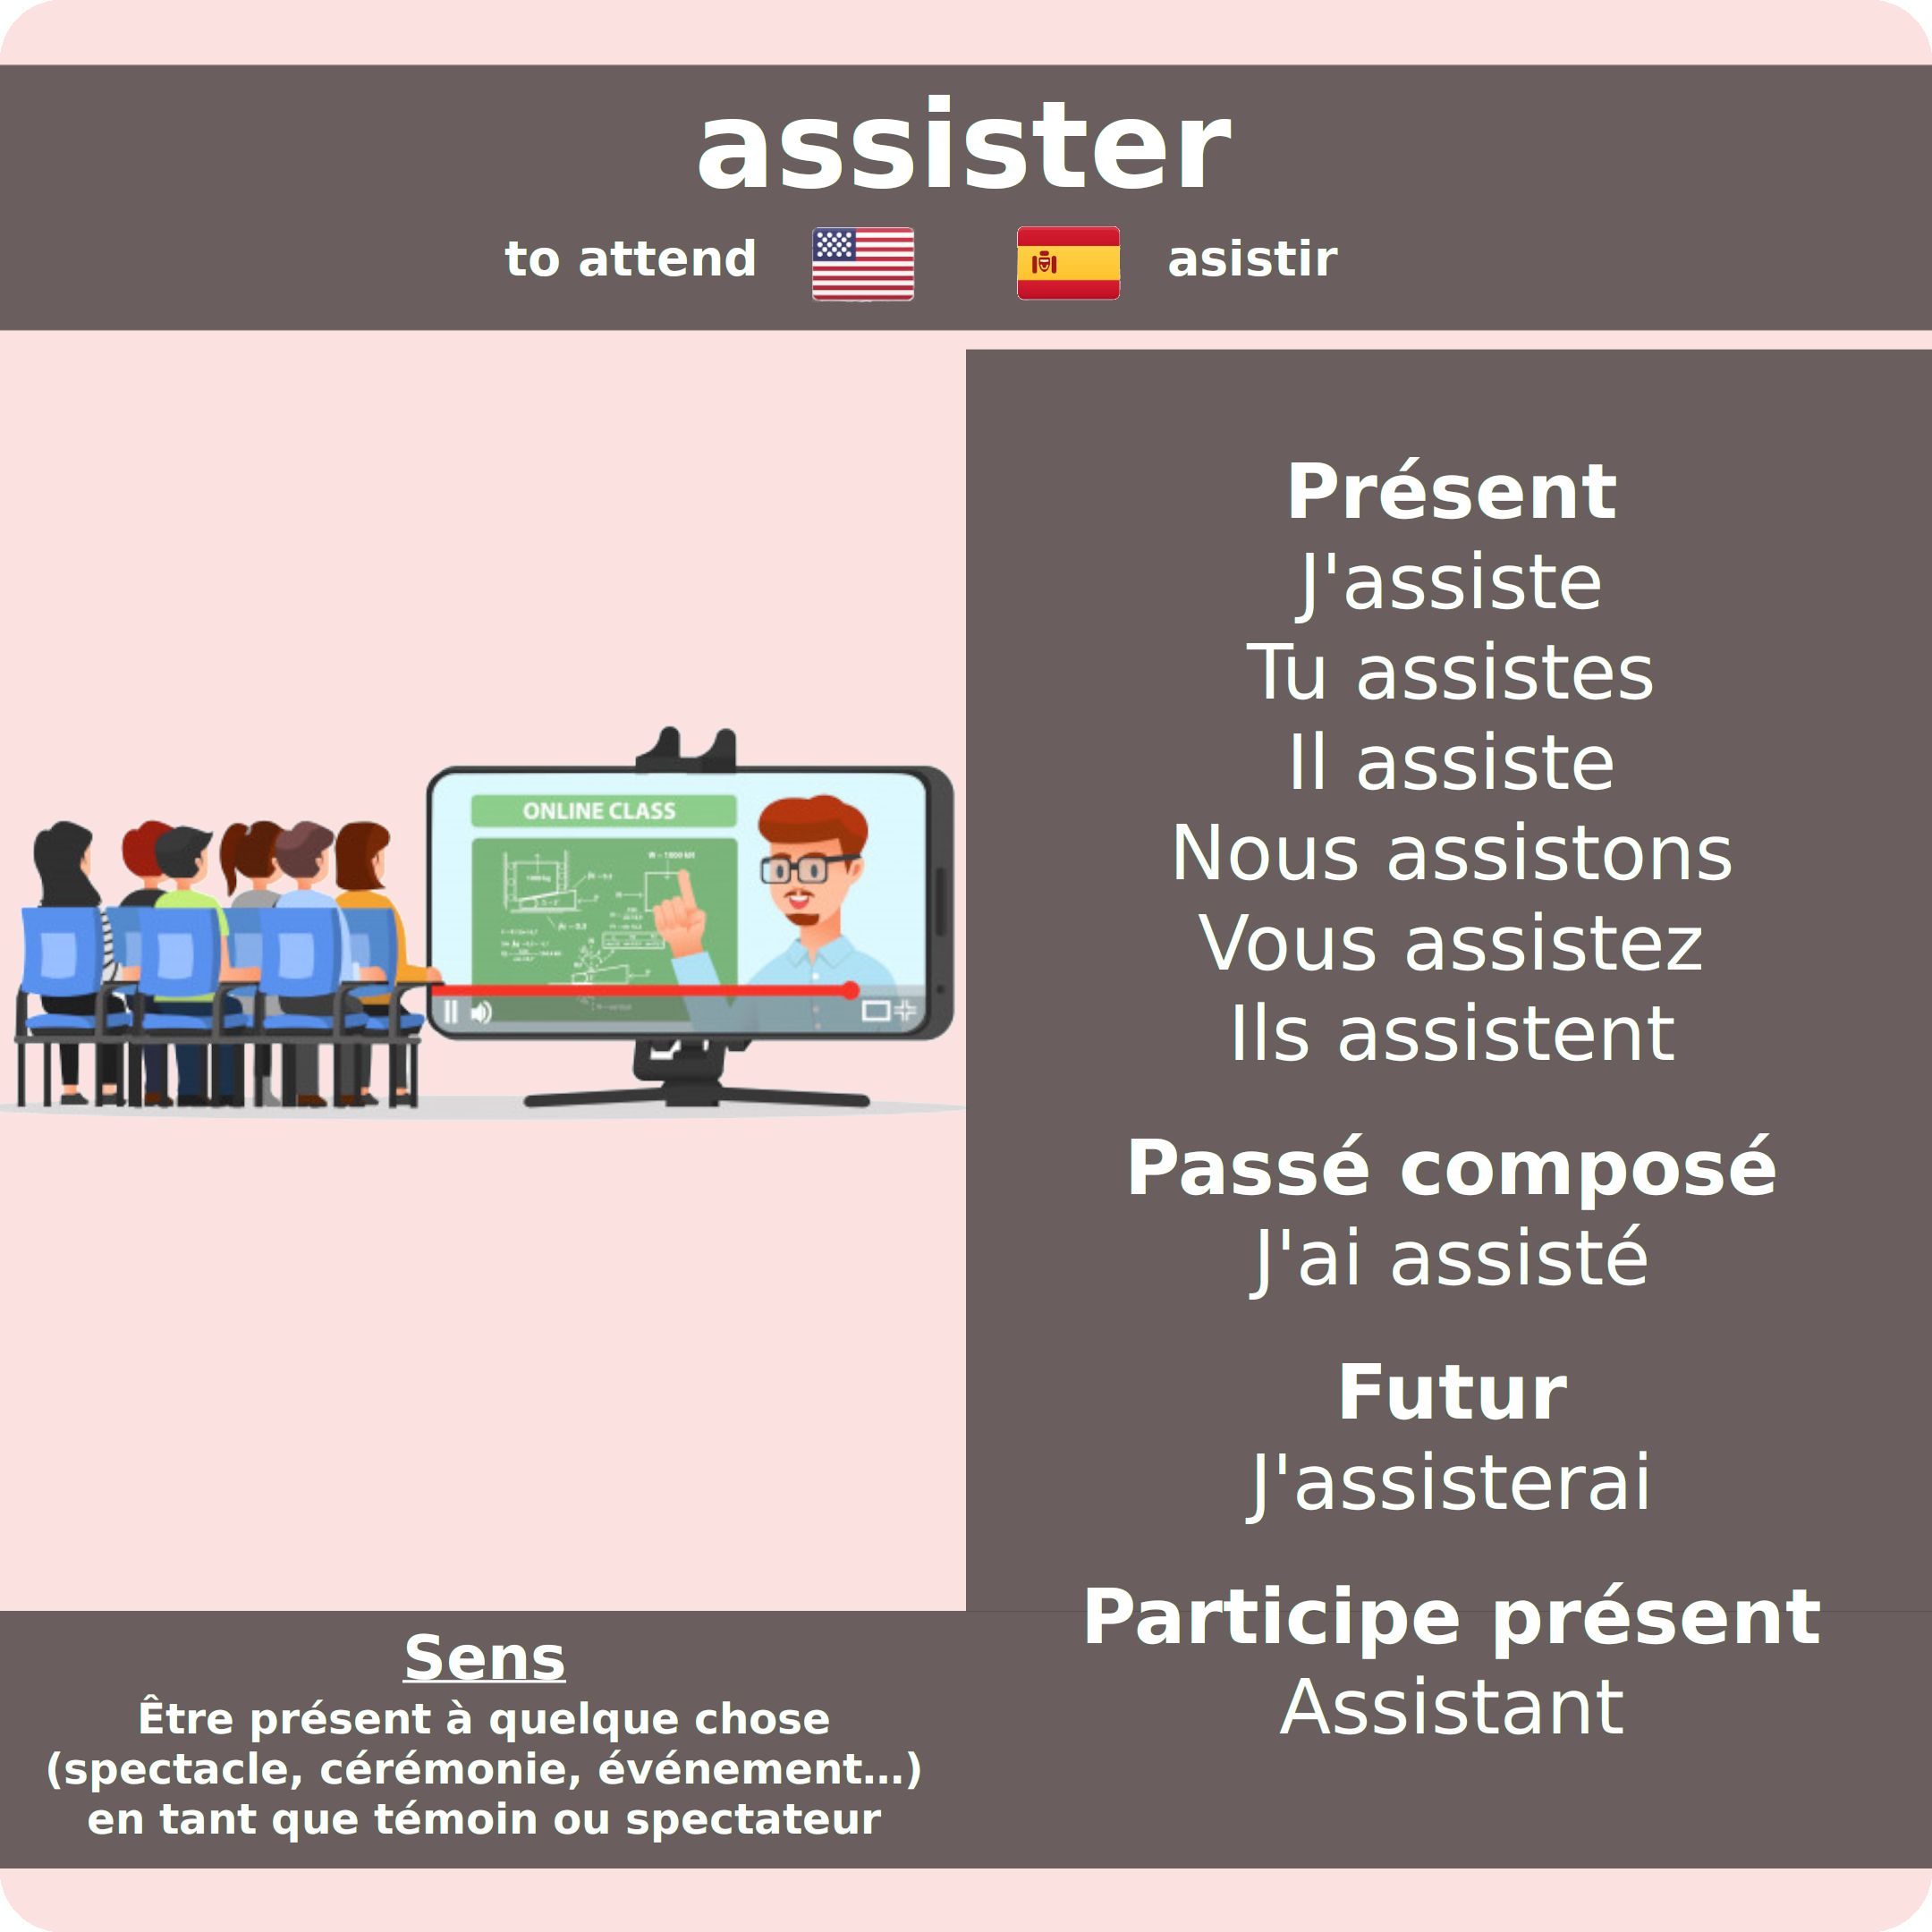 assister
to attend
asistir
ONLINE CLASS
Présent
J'assiste
Tu assistes
Il assiste
Nous assistons
Vous assistez
Ils assistent
Passé composé
J'ai assisté
Futur
J'assisterai
Participe présent
Assistant
Sens
Être présent à quelque chose
(spectacle, cérémonie, événement…)
en tant que témoin ou spectateur